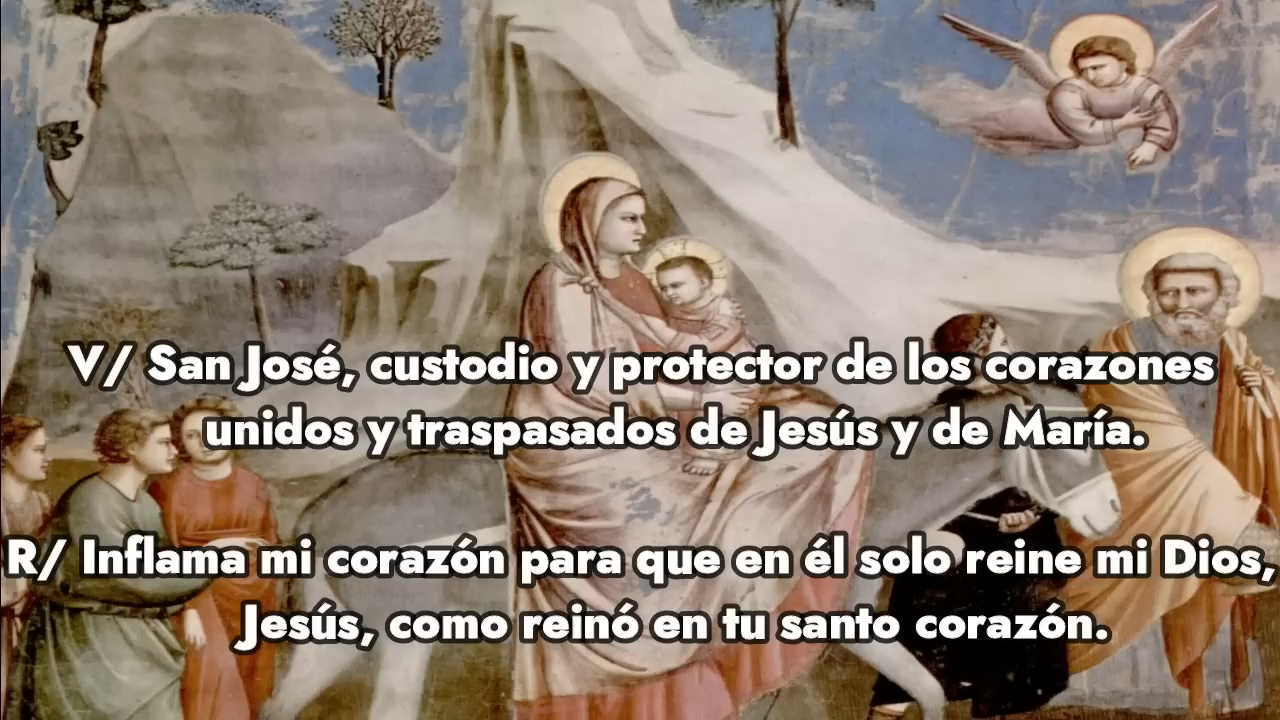 V/ San José, custodio y protector de los corazones
unidos y traspasados de Jesús y de María.
R/ Inflama mi corazón para que en él solo reine mi Dios,
Jesús, como reinó en tu santo corazón.